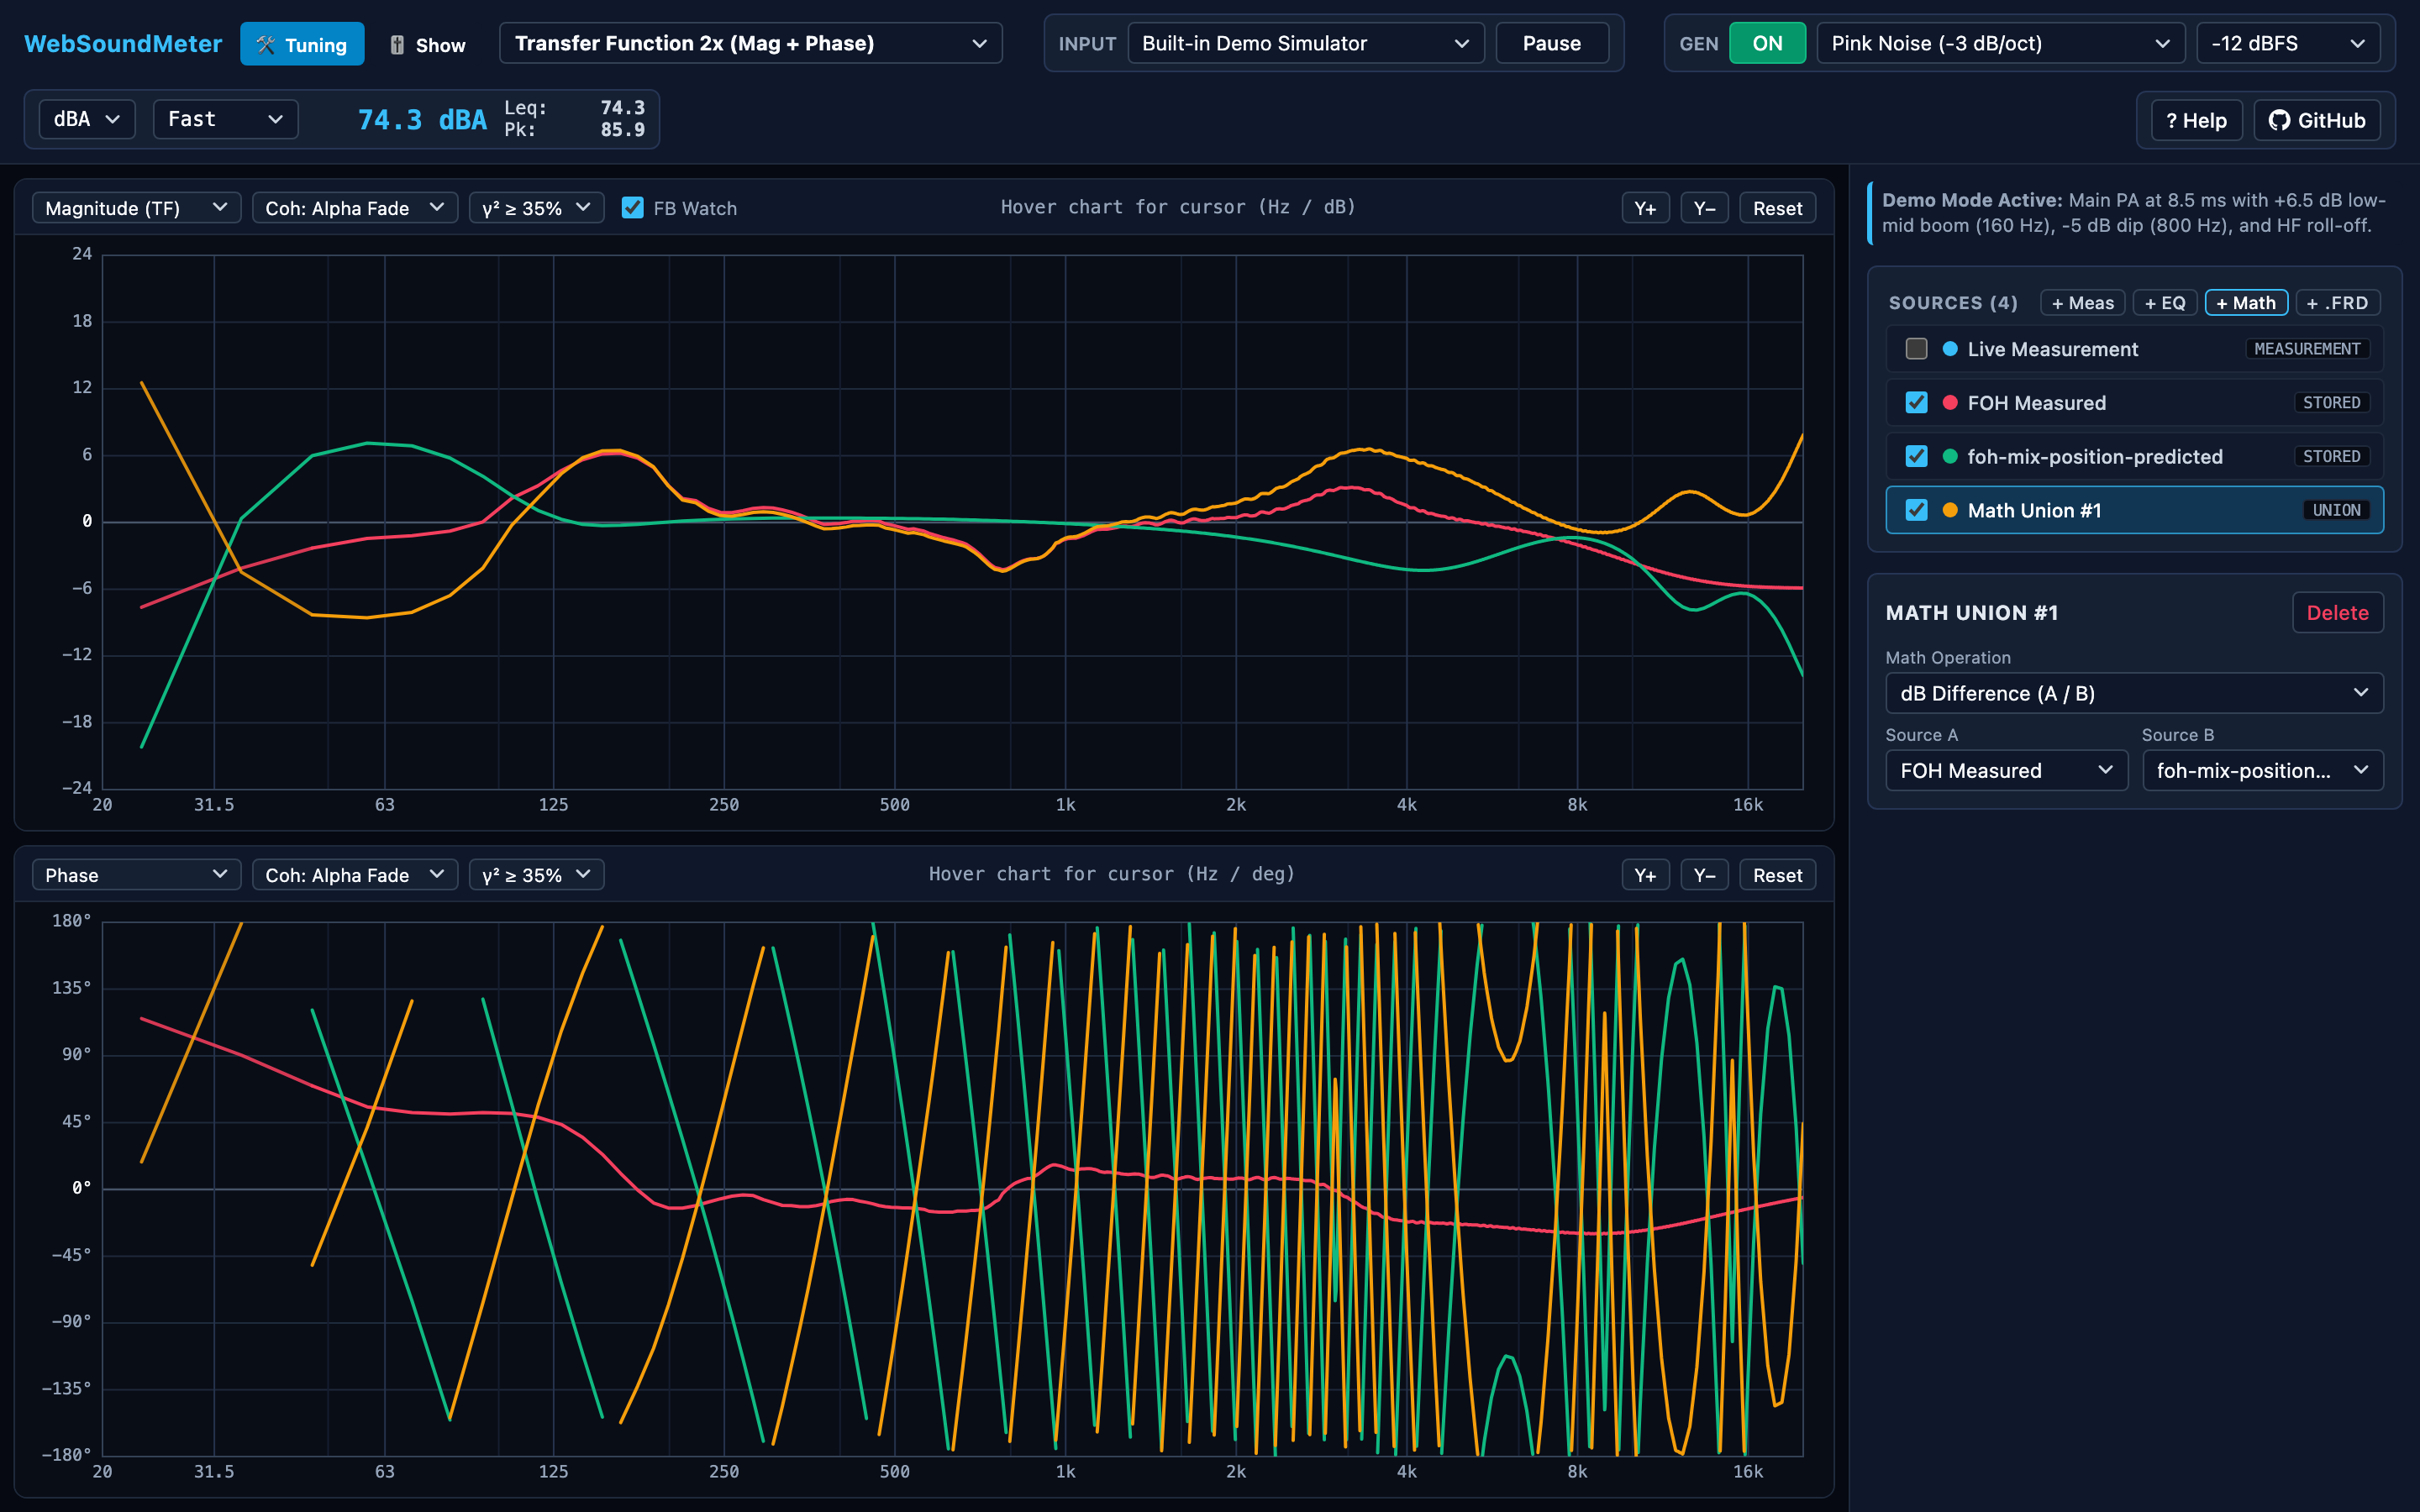 WebSoundMeter 🛠️ Tuning 🎚️ Show Transfer Function 2x (Mag + Phase) INPUT Built-in Demo Simulator Pause GEN ON Pink Noise (-3 dB/oct) -12 dBFS
dBA Fast 74.3 dBA Leq: 74.3
Pk: 85.9
? Help GitHub
Magnitude (TF) Coh: Alpha Fade γ² ≥ 35% FB Watch Hover chart for cursor (Hz / dB) Y+ Y− Reset
24
18
12
6
0
−6
−12
−18
−24
20 31.5 63 125 250 500 1k 2k 4k 8k 16k
Phase Coh: Alpha Fade γ² ≥ 35% Hover chart for cursor (Hz / deg) Y+ Y− Reset
180°
135°
90°
45°
0°
−45°
−90°
−135°
−180°
20 31.5 63 125 250 500 1k 2k 4k 8k 16k
Demo Mode Active: Main PA at 8.5 ms with +6.5 dB low-
mid boom (160 Hz), -5 dB dip (800 Hz), and HF roll-off.
SOURCES (4) + Meas + EQ + Math + .FRD
Live Measurement MEASUREMENT
FOH Measured STORED
foh-mix-position-predicted STORED
Math Union #1 UNION
MATH UNION #1 Delete
Math Operation
dB Difference (A / B)
Source A Source B
FOH Measured foh-mix-position...